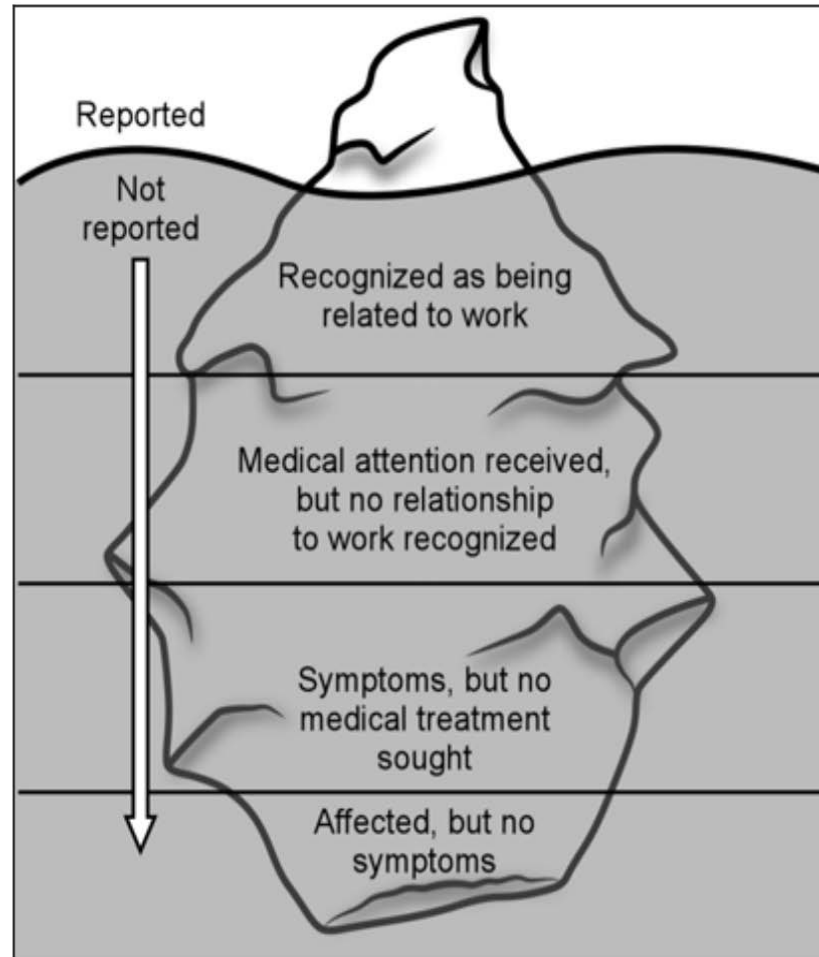 Reported
Not
reported
Recognized as being
related to work
Medical attention received,
but no relationship
to work recognized
Symptoms, but no
medical treatment
sought
Affected, but no
symptoms